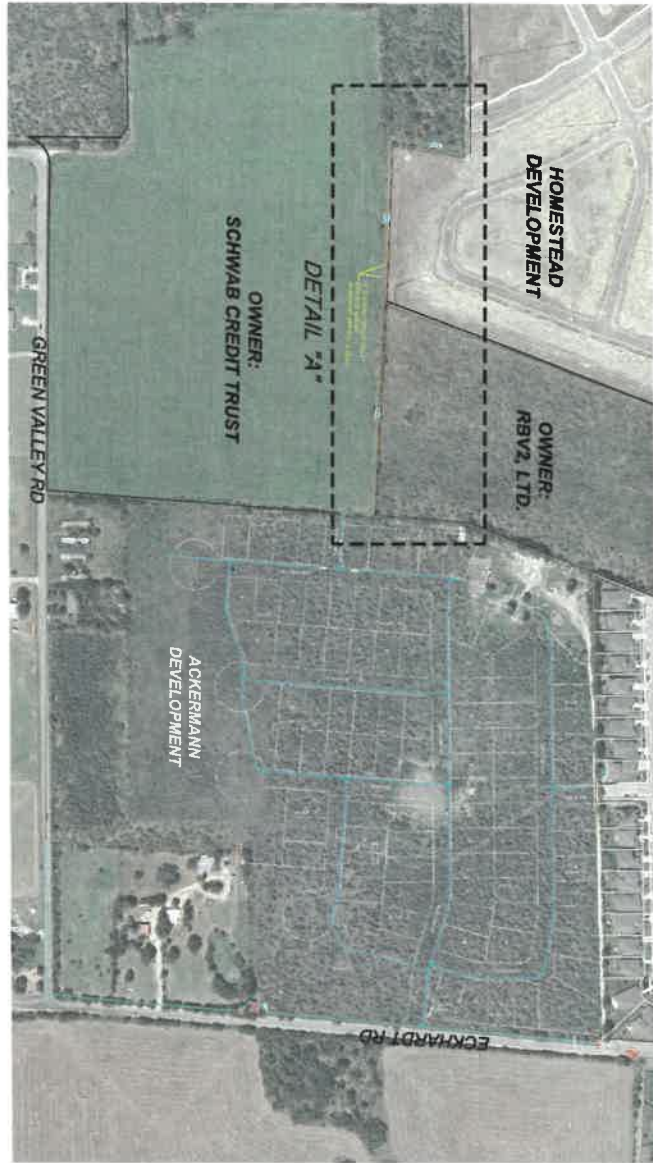 HOMESTEAD
DEVELOPMENT
OWNER:
RBV2, LTD.
DETAIL "A"
OWNER:
SCHWAB CREDIT TRUST
GREEN VALLEY RD
ACKERMANN
DEVELOPMENT
ECKHARDT RD